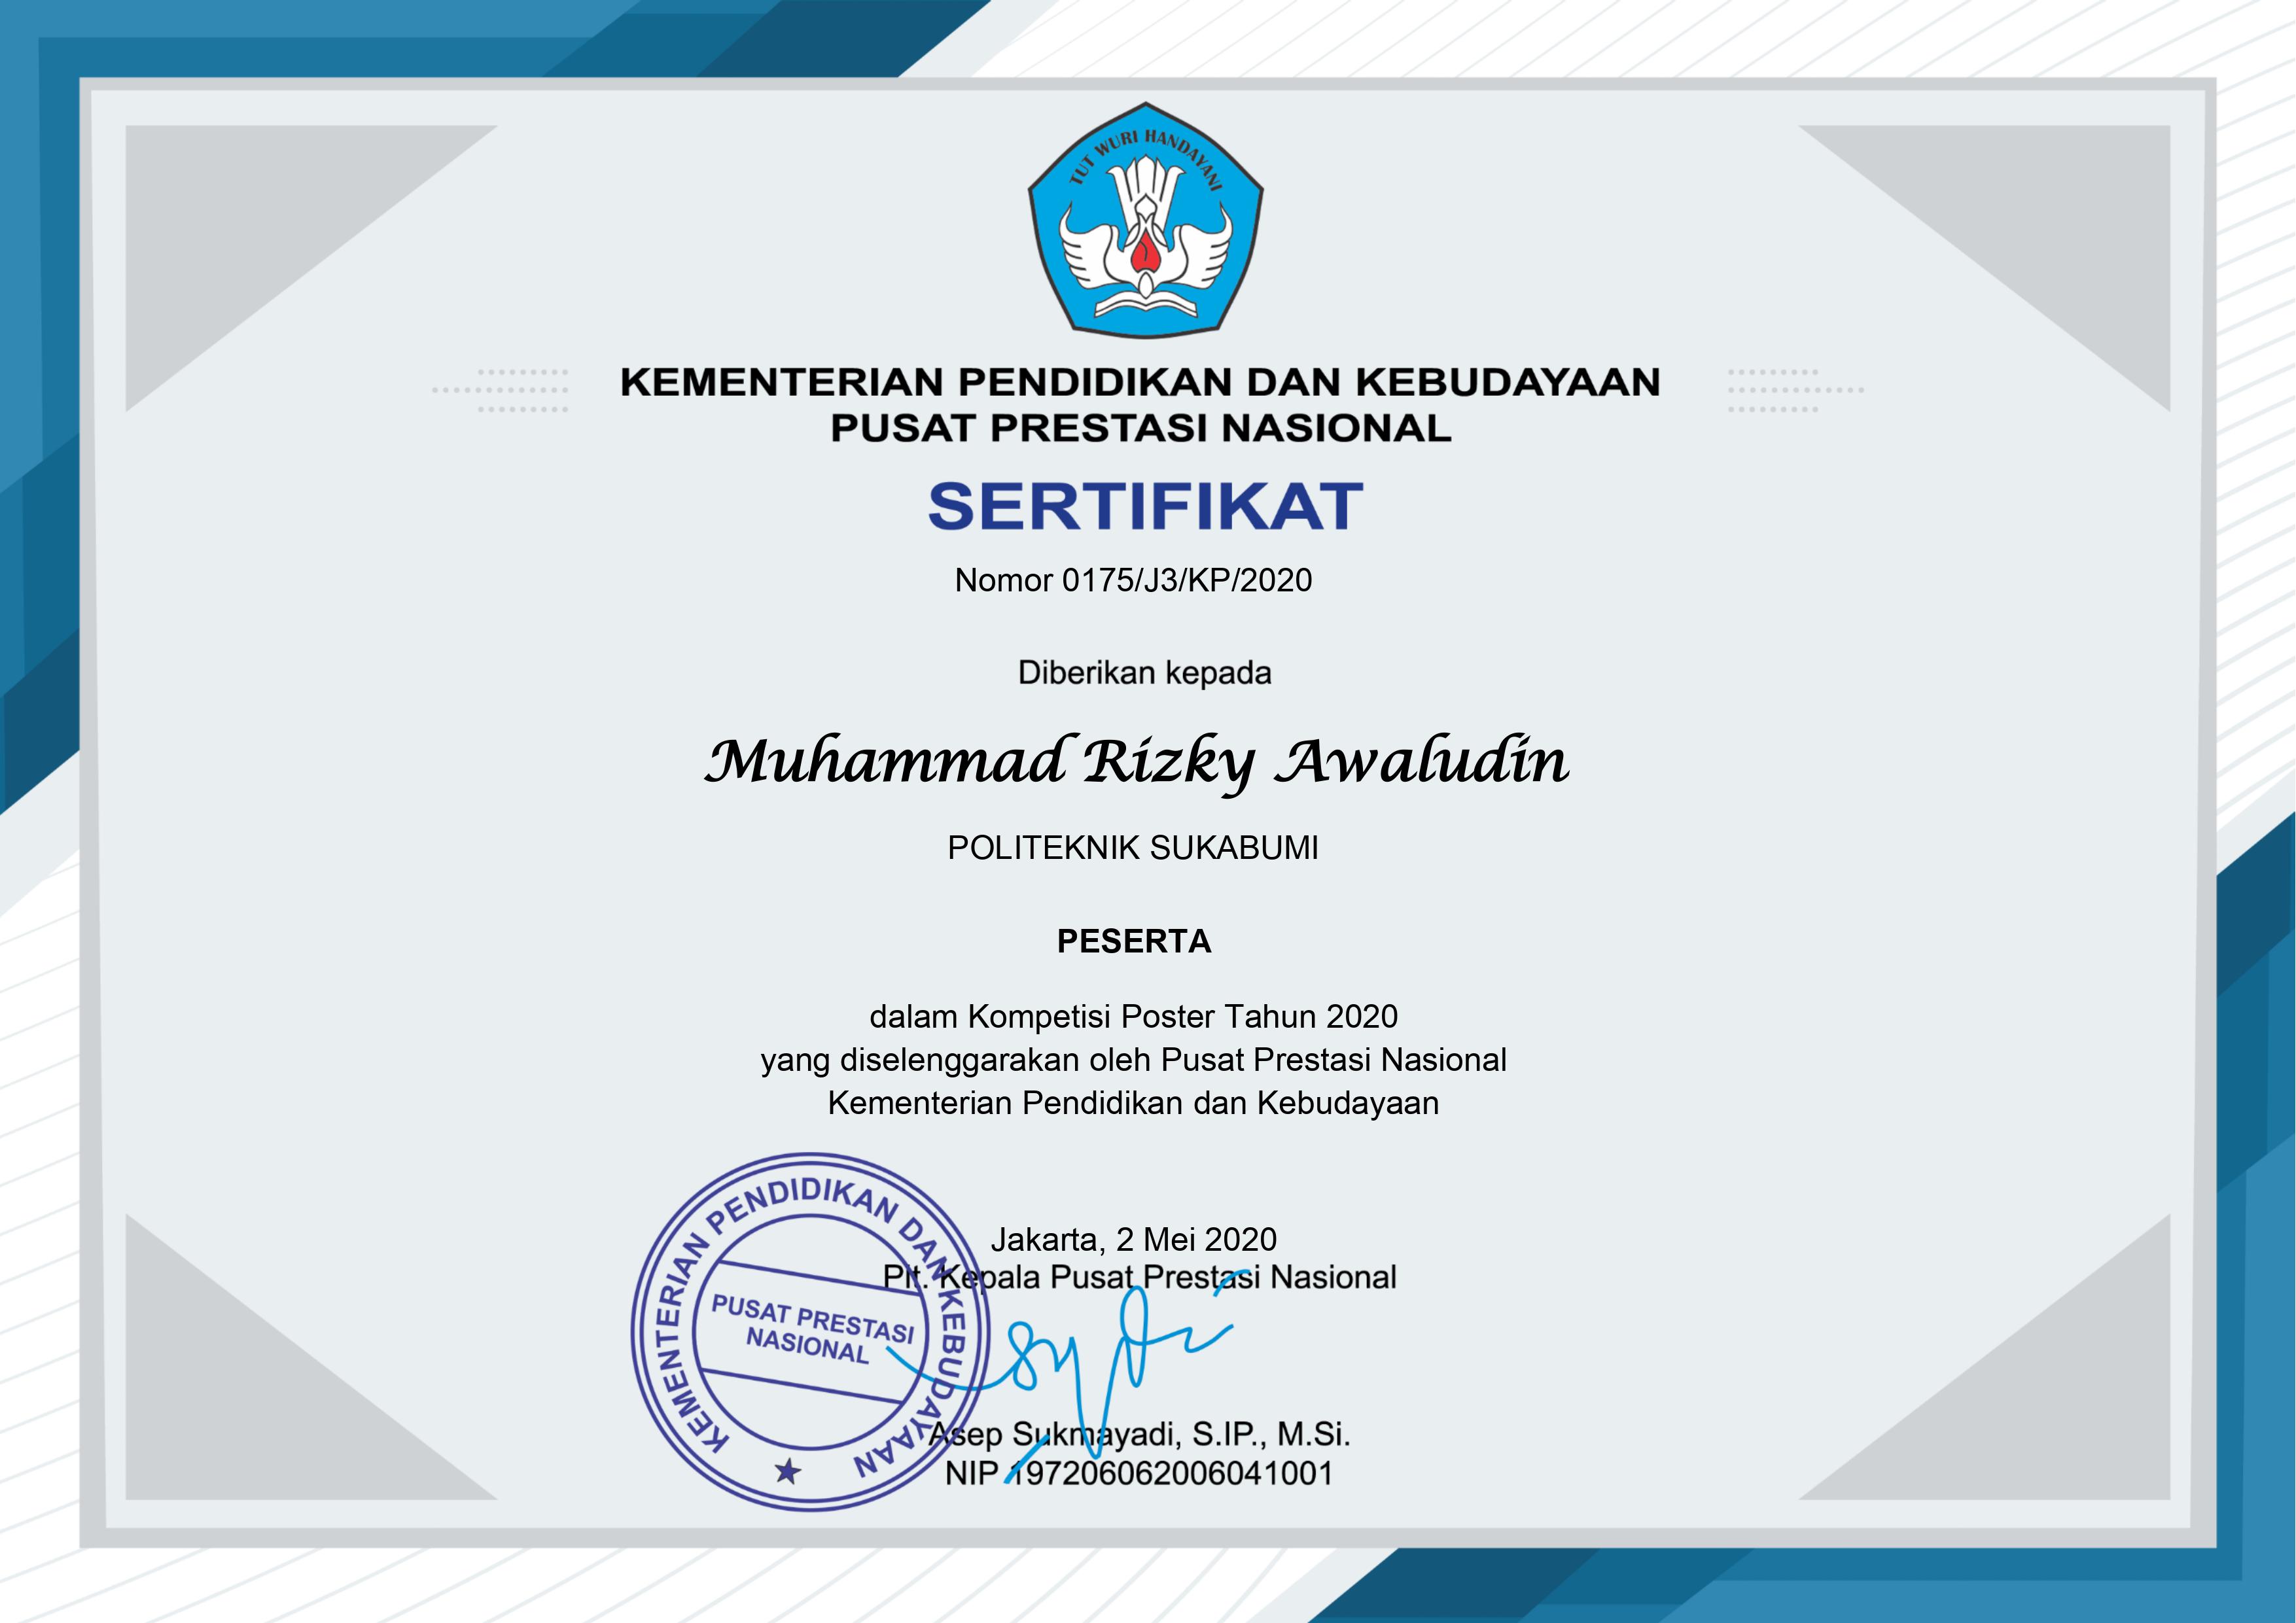 TUT WURI HANDAYANI
KEMENTERIAN PENDIDIKAN DAN KEBUDAYAAN
PUSAT PRESTASI NASIONAL
SERTIFIKAT
Nomor 0175/J3/KP/2020
Diberikan kepada
Muhammad Rizky Awaludin
POLITEKNIK SUKABUMI
PESERTA
dalam Kompetisi Poster Tahun 2020
yang diselenggarakan oleh Pusat Prestasi Nasional
Kementerian Pendidikan dan Kebudayaan
Jakarta, 2 Mei 2020
Plt. Kepala Pusat Prestasi Nasional
KEMENTERIAN PENDIDIKAN DAN KEBUDAYAAN
PUSAT PRESTASI
NASIONAL
Asep Sukmayadi, S.IP., M.Si.
NIP 197206062006041001